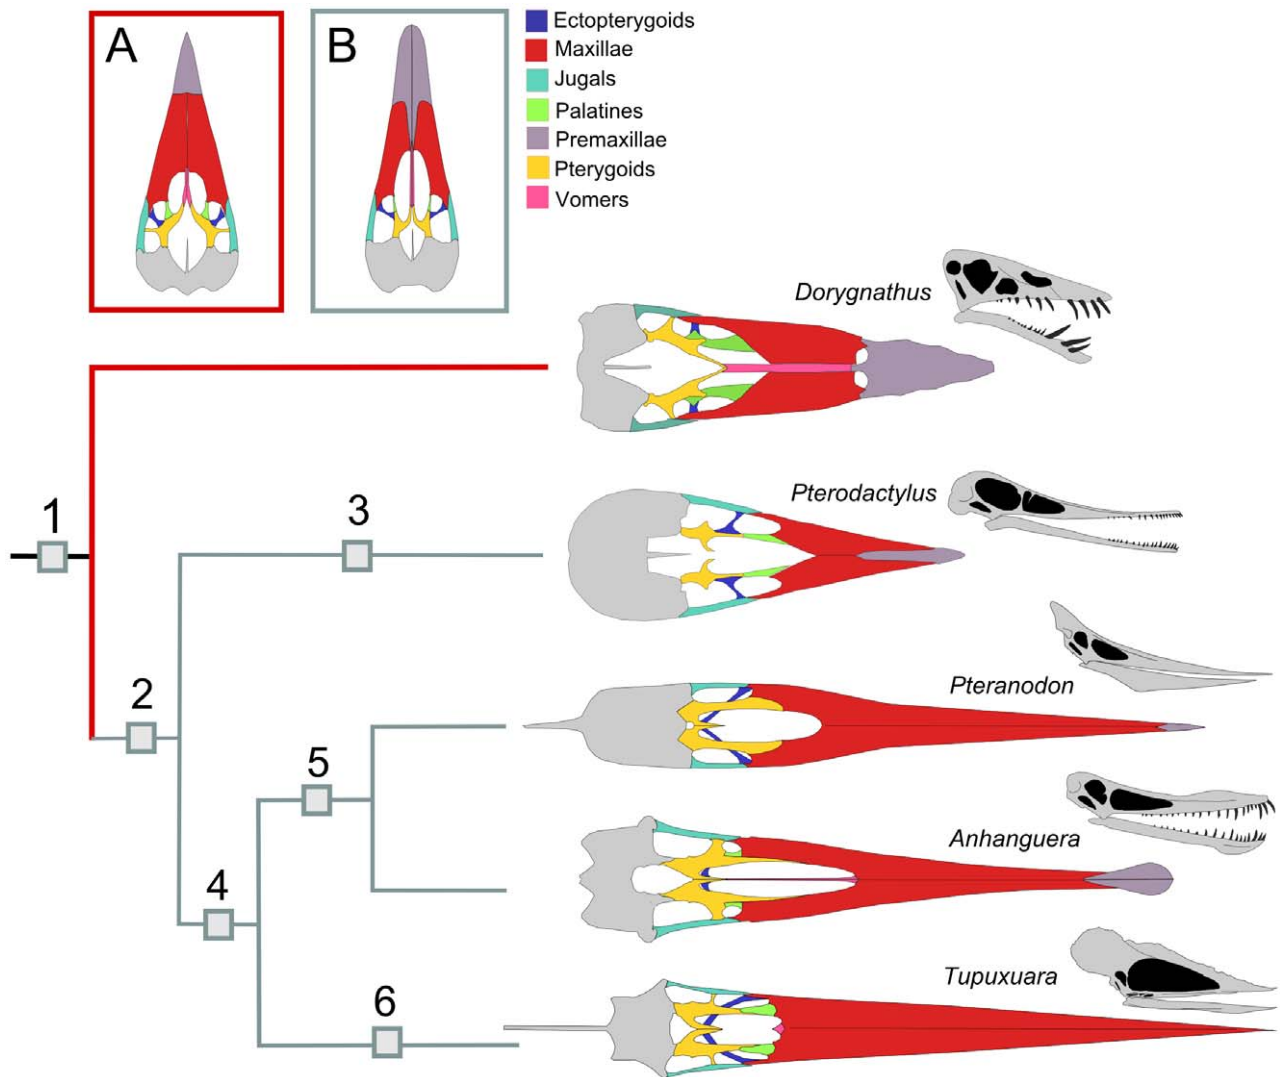 A
B
Ectopterygoids
Maxillae
Jugals
Palatines
Premaxillae
Pterygoids
Vomers
Dorygnathus
1
3
Pterodactylus
2
Pteranodon
5
Anhanguera
4
Tupuxuara
6